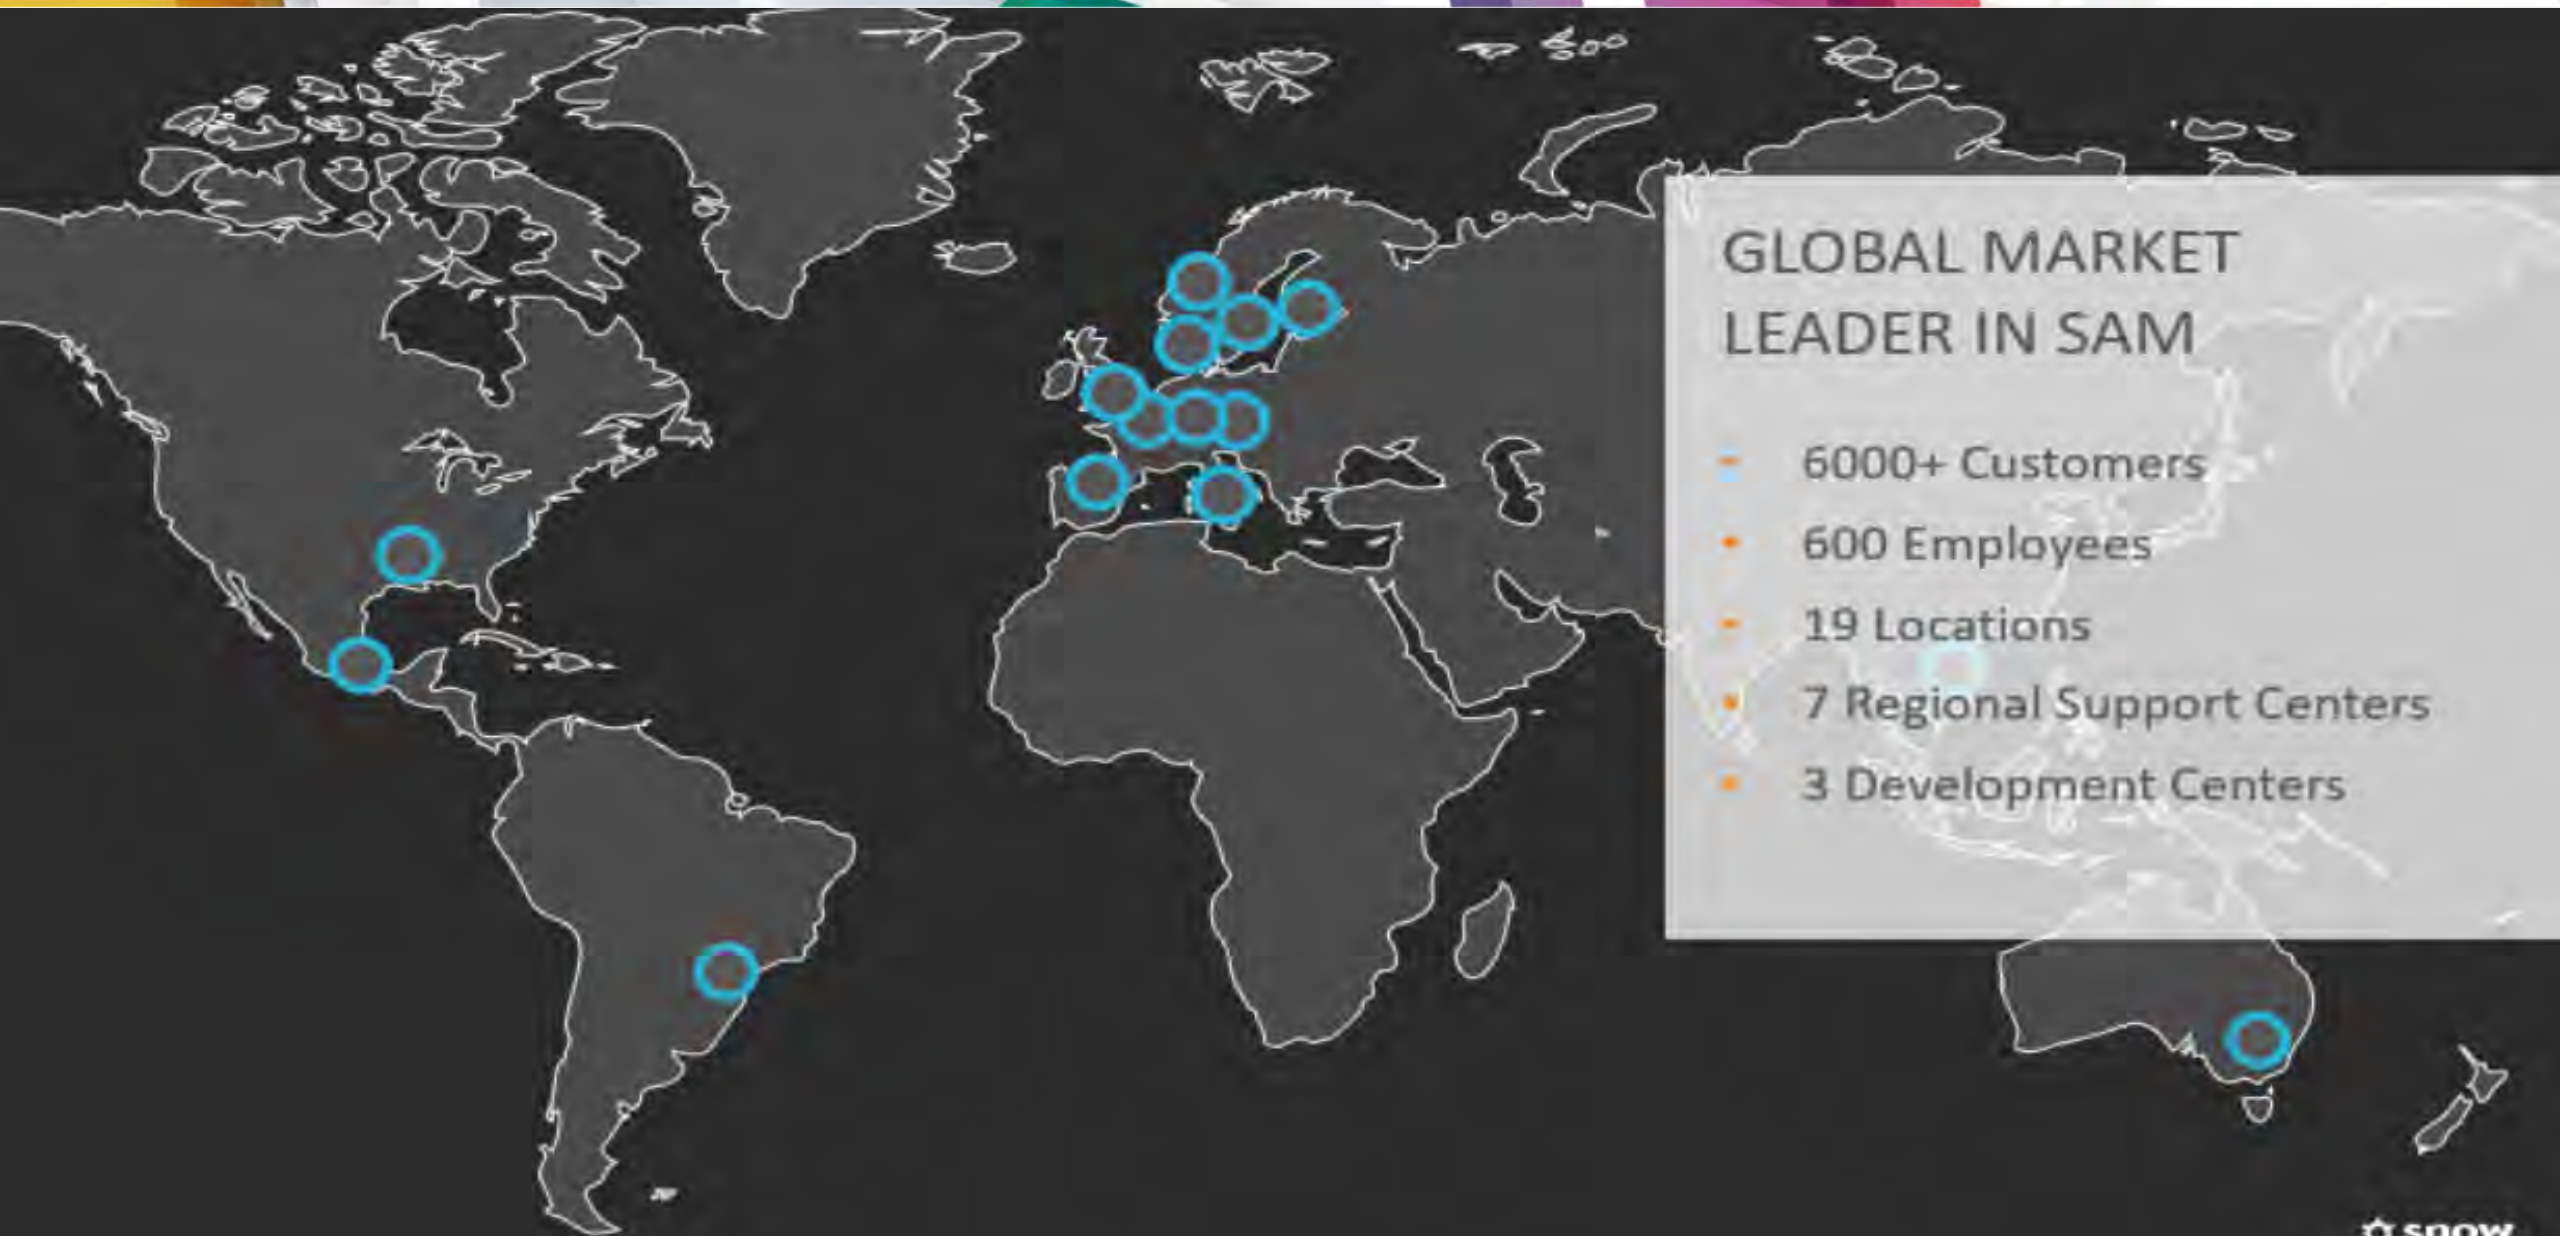 GLOBAL MARKET
LEADER IN SAM
6000+ Customers
600 Employees
19 Locations
7 Regional Support Centers
3 Development Centers
snow